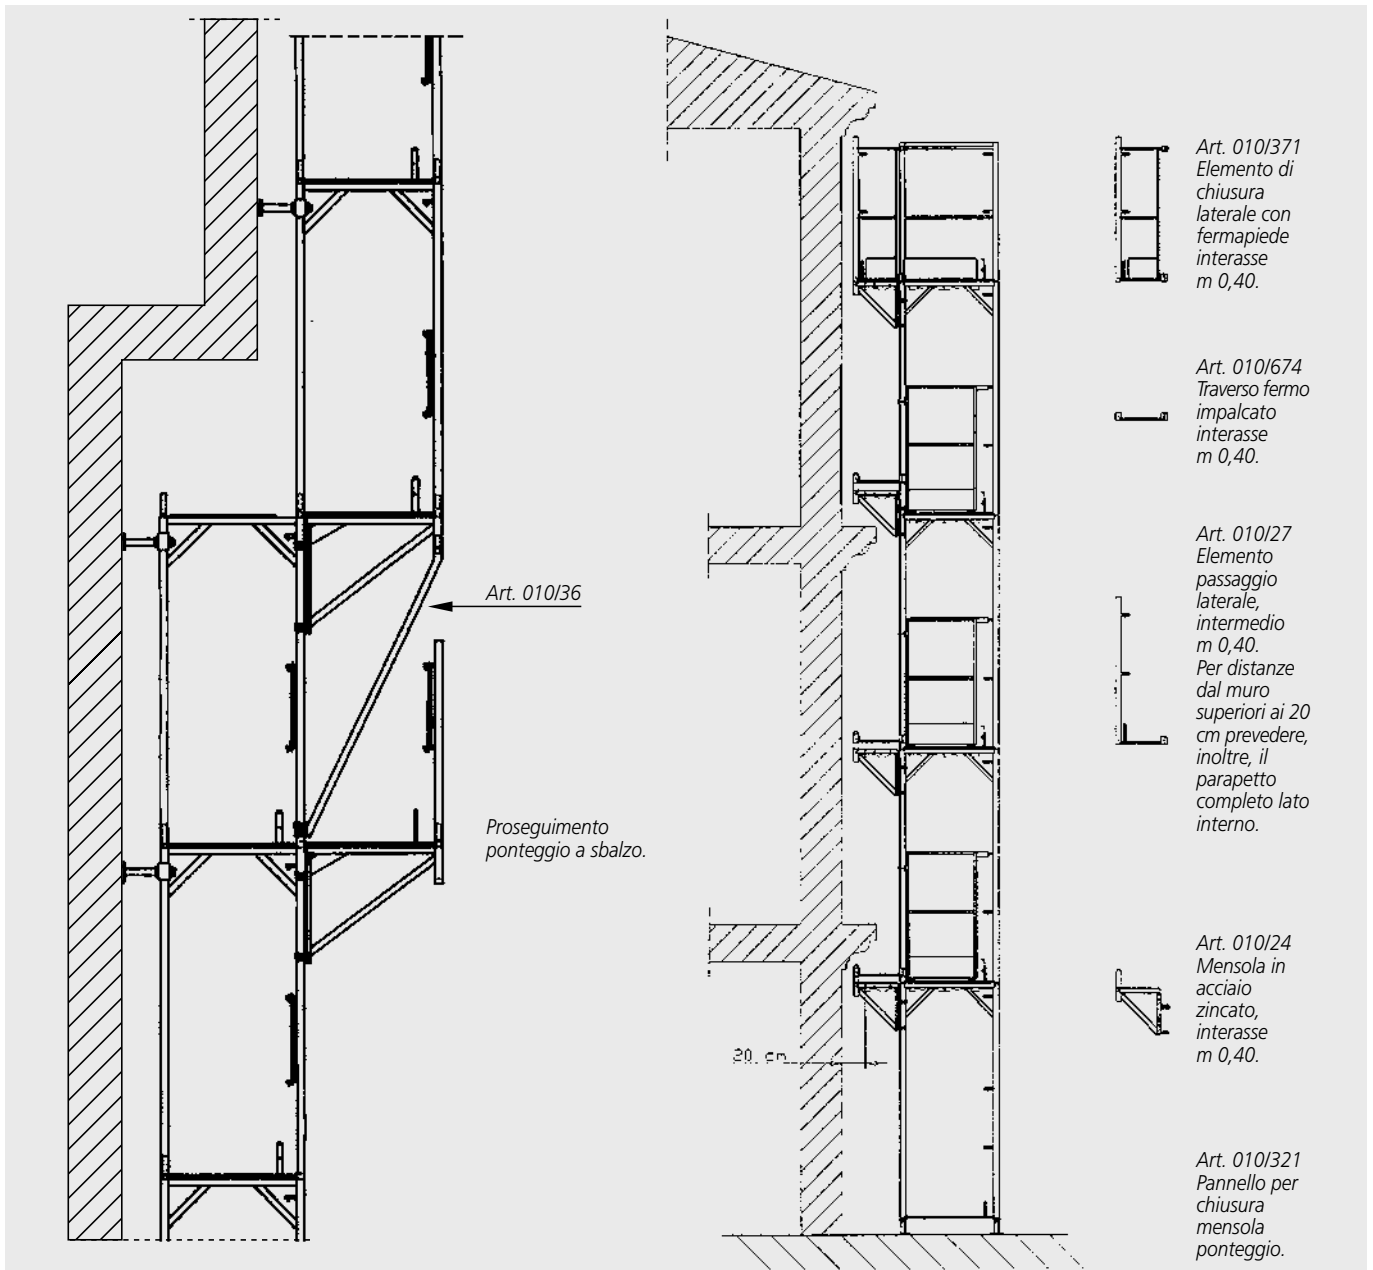 Art. 010/36
Proseguimento
ponteggio a sbalzo.
20 cm
Art. 010/371
Elemento di
chiusura
laterale con
fermapiede
interasse
m 0,40.
Art. 010/674
Traverso fermo
impalcato
interasse
m 0,40.
Art. 010/27
Elemento
passaggio
laterale,
intermedio
m 0,40.
Per distanze
dal muro
superiori ai 20
cm prevedere,
inoltre, il
parapetto
completo lato
interno.
Art. 010/24
Mensola in
acciaio
zincato,
interasse
m 0,40.
Art. 010/321
Pannello per
chiusura
mensola
ponteggio.